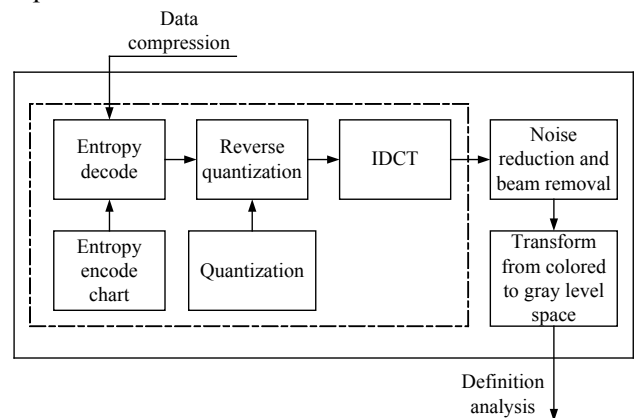 Data
compression
Entropy
decode
Reverse
quantization
IDCT
Noise
reduction and
beam removal
Entropy
encode
chart
Quantization
Transform
from colored
to gray level
space
Definition
analysis